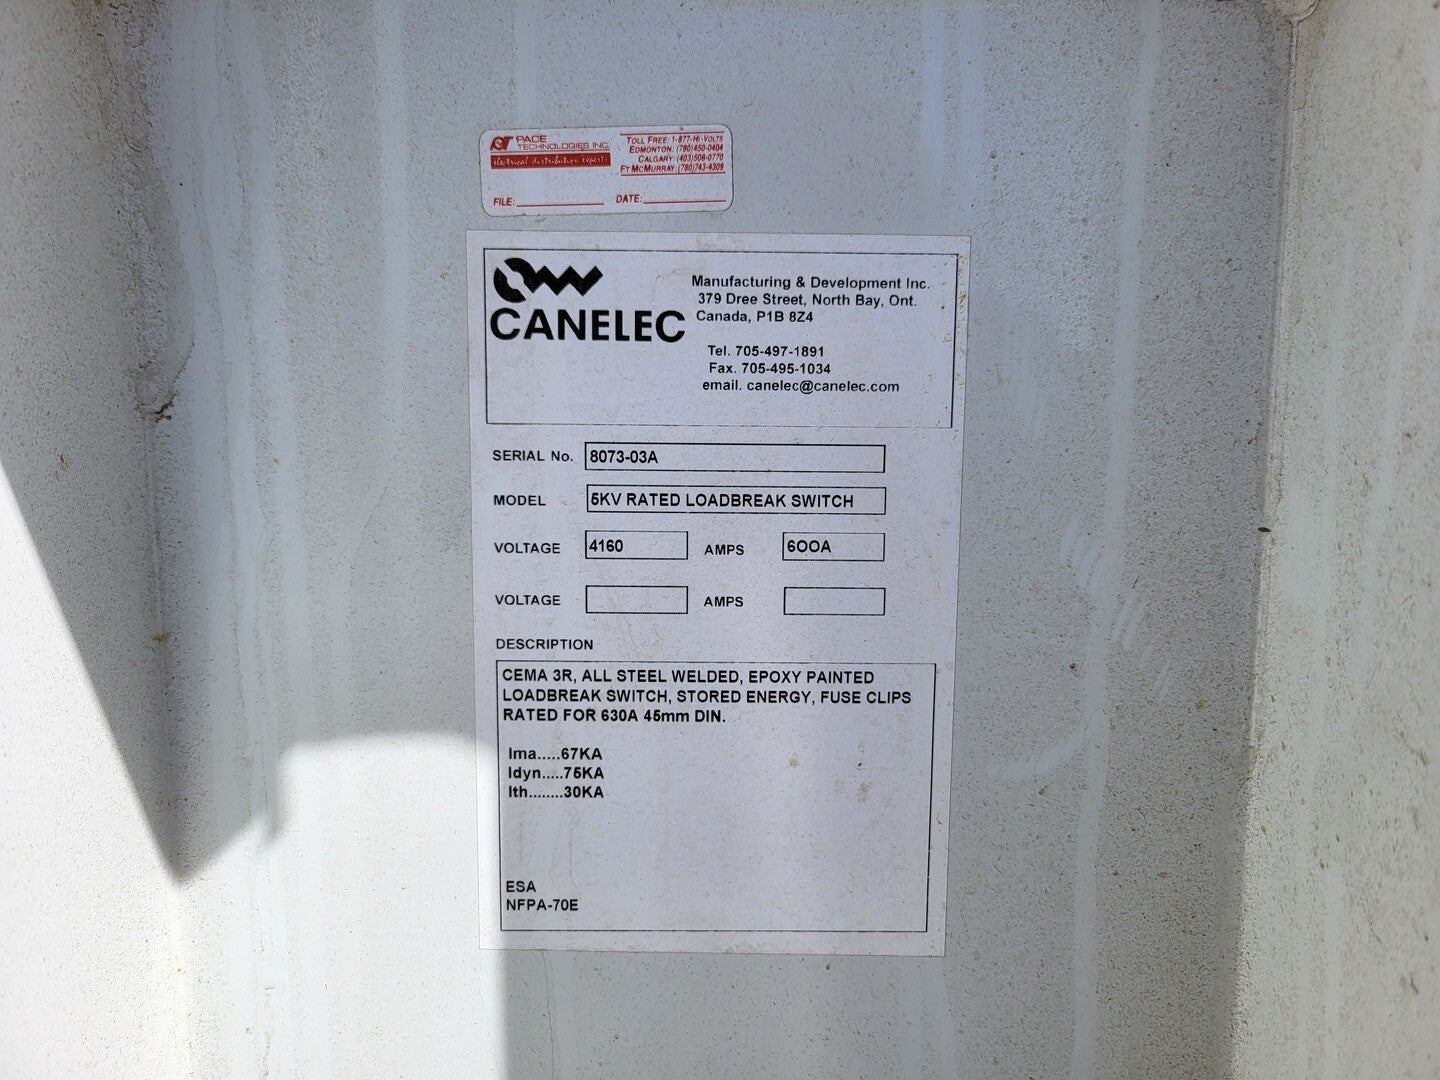 PACE
TECHNOLOGIES INC.
electrical distribution experts
TOLL FREE: 1-877-HI-VOLTS
EDMONTON: (780)450-0404
CALGARY: (403)508-0770
FT MCMURRAY: (780)743-4309
FILE:
DATE:
CANELEC
Manufacturing & Development Inc.
379 Dree Street, North Bay, Ont.
Canada, P1B 8Z4
Tel. 705-497-1891
Fax. 705-495-1034
email. canelec@canelec.com
SERIAL No. 8073-03A
MODEL 5KV RATED LOADBREAK SWITCH
VOLTAGE 4160 AMPS 6OOA
VOLTAGE AMPS
DESCRIPTION
CEMA 3R, ALL STEEL WELDED, EPOXY PAINTED
LOADBREAK SWITCH, STORED ENERGY, FUSE CLIPS
RATED FOR 630A 45mm DIN.
Ima.....67KA
Idyn.....75KA
Ith........30KA
ESA
NFPA-70E